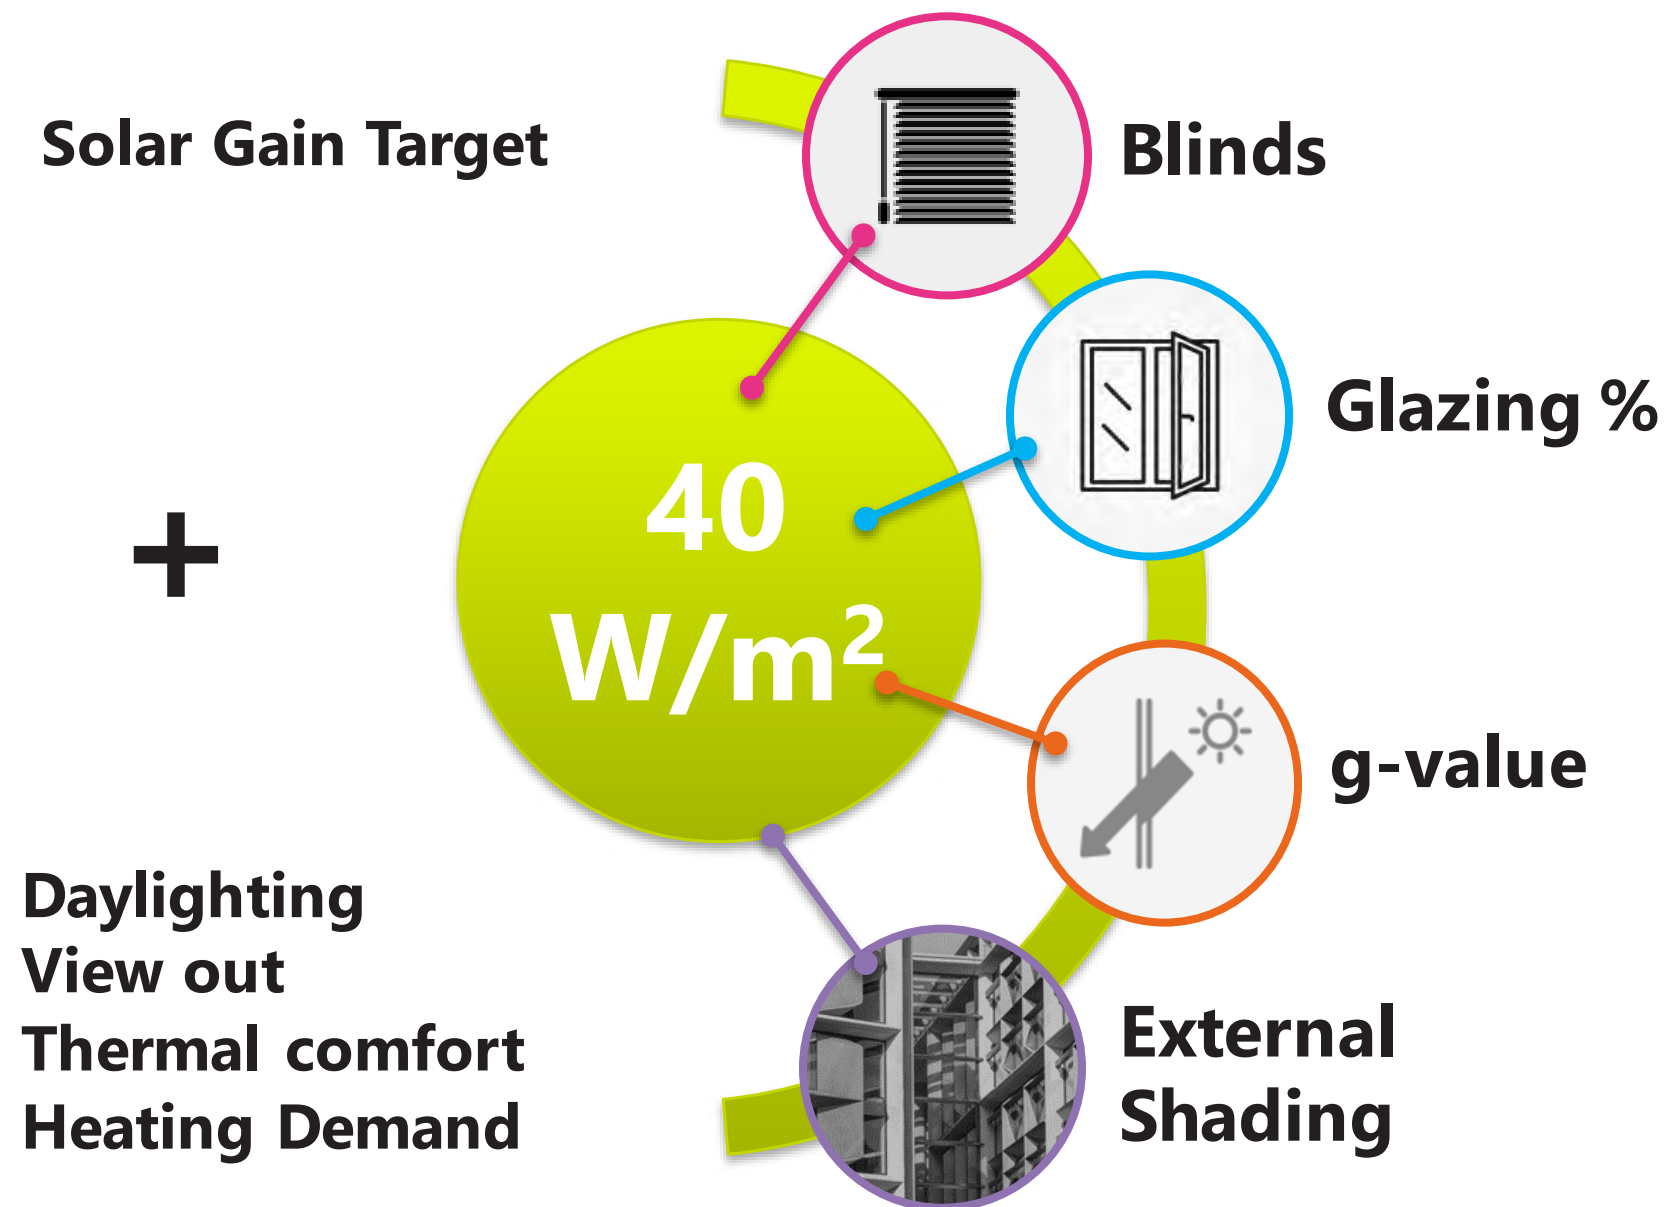 Solar Gain Target
+
Daylighting
View out
Thermal comfort
Heating Demand
40
W/m²
Blinds
Glazing %
g-value
External
Shading